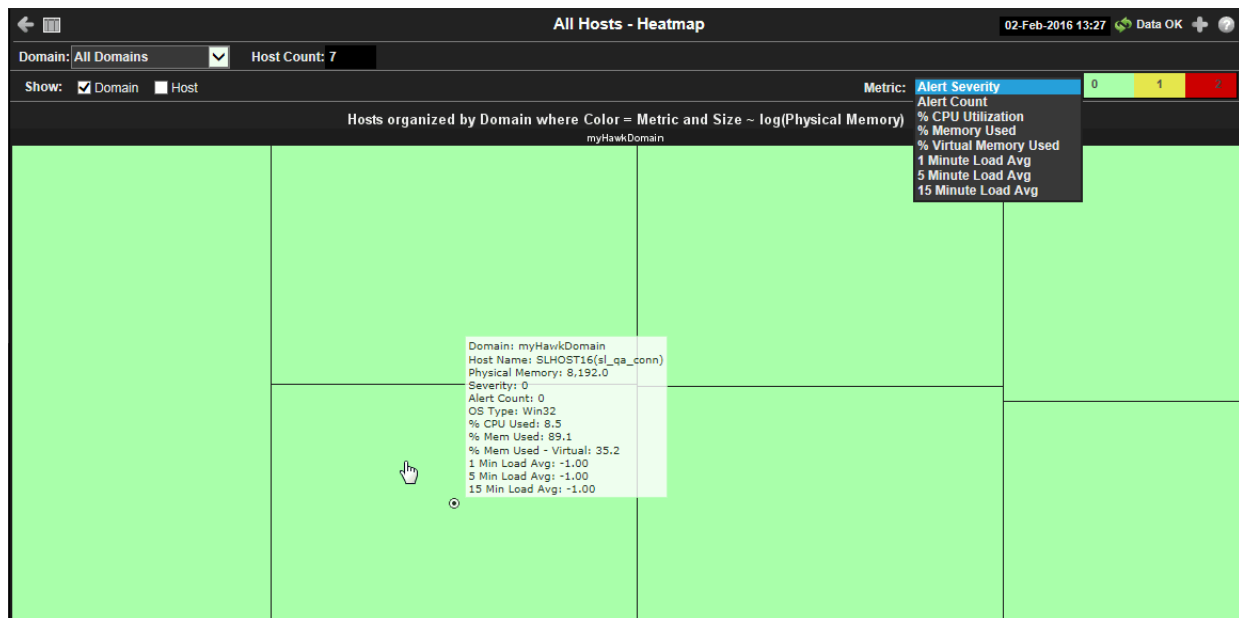 All Hosts - Heatmap
02-Feb-2016 13:27 Data OK
Domain: All Domains Host Count: 7
Show: Domain Host Metric: Alert Severity 0 1 2
Alert Count
% CPU Utilization
% Memory Used
% Virtual Memory Used
1 Minute Load Avg
5 Minute Load Avg
15 Minute Load Avg
Hosts organized by Domain where Color = Metric and Size ~ log(Physical Memory)
myHawkDomain
Domain: myHawkDomain
Host Name: SLHOST16(sl_qa_conn)
Physical Memory: 8,192.0
Severity: 0
Alert Count: 0
OS Type: Win32
% CPU Used: 8.5
% Mem Used: 89.1
% Mem Used - Virtual: 35.2
1 Min Load Avg: -1.00
5 Min Load Avg: -1.00
15 Min Load Avg: -1.00